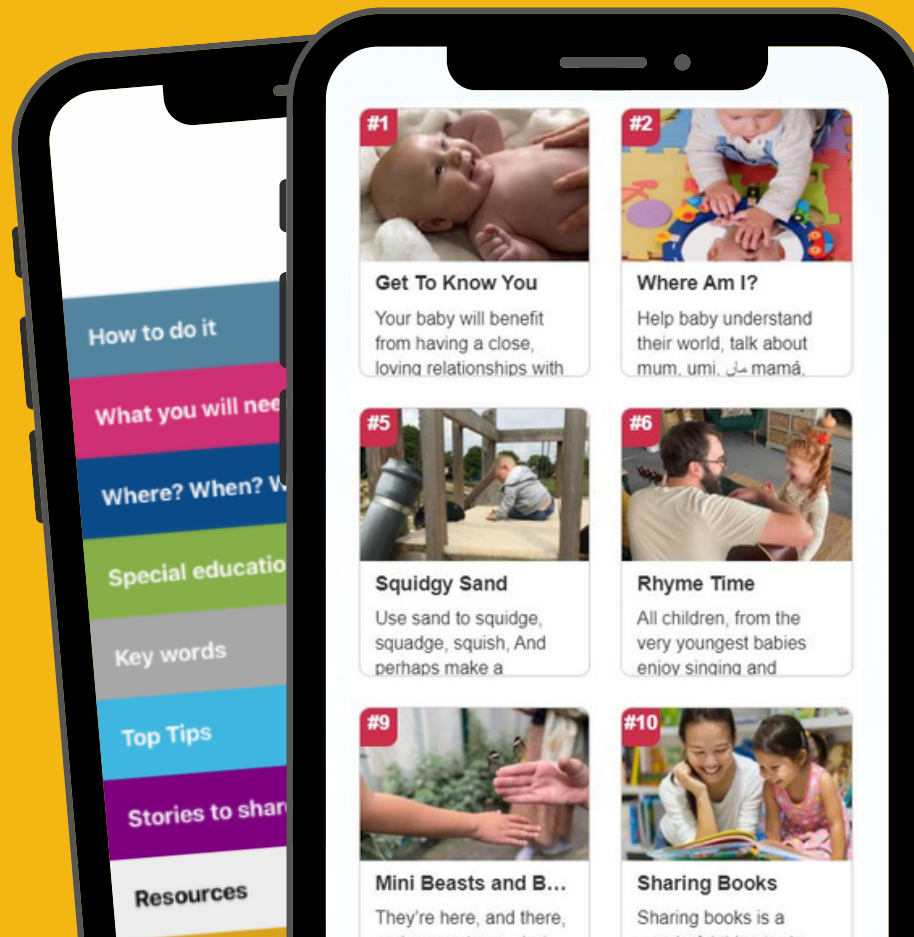 How to do it
What you will nee
Where? When? W
Special educatio
Key words
Top Tips
Stories to shar
Resources
#1
Get To Know You
Your baby will benefit
from having a close,
loving relationships with
#2
Where Am I?
Help baby understand
their world, talk about
mum, umi, ماں mamá,
#5
Squidgy Sand
Use sand to squidge,
squadge, squish, And
perhaps make a
#6
Rhyme Time
All children, from the
very youngest babies
enjoy singing and
#9
Mini Beasts and B...
They're here, and there,
#10
Sharing Books
Sharing books is a